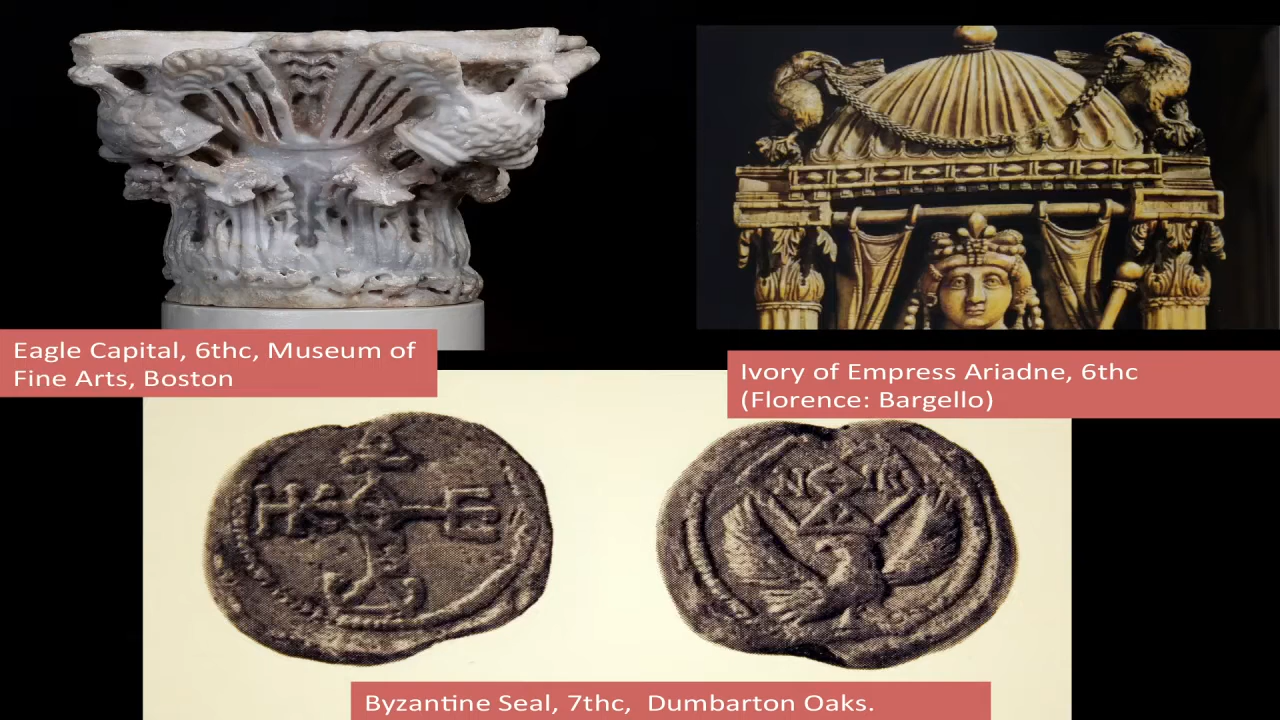 Eagle Capital, 6thc, Museum of
Fine Arts, Boston
Ivory of Empress Ariadne, 6thc
(Florence: Bargello)
Byzantine Seal, 7thc, Dumbarton Oaks.